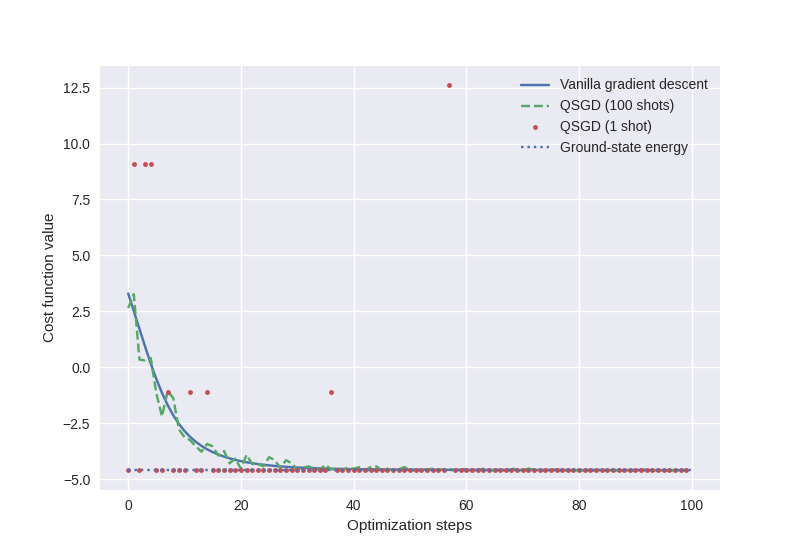 12.5
10.0
7.5
5.0
2.5
0.0
−2.5
−5.0
Cost function value
Vanilla gradient descent
QSGD (100 shots)
QSGD (1 shot)
Ground-state energy
0 20 40 60 80 100
Optimization steps